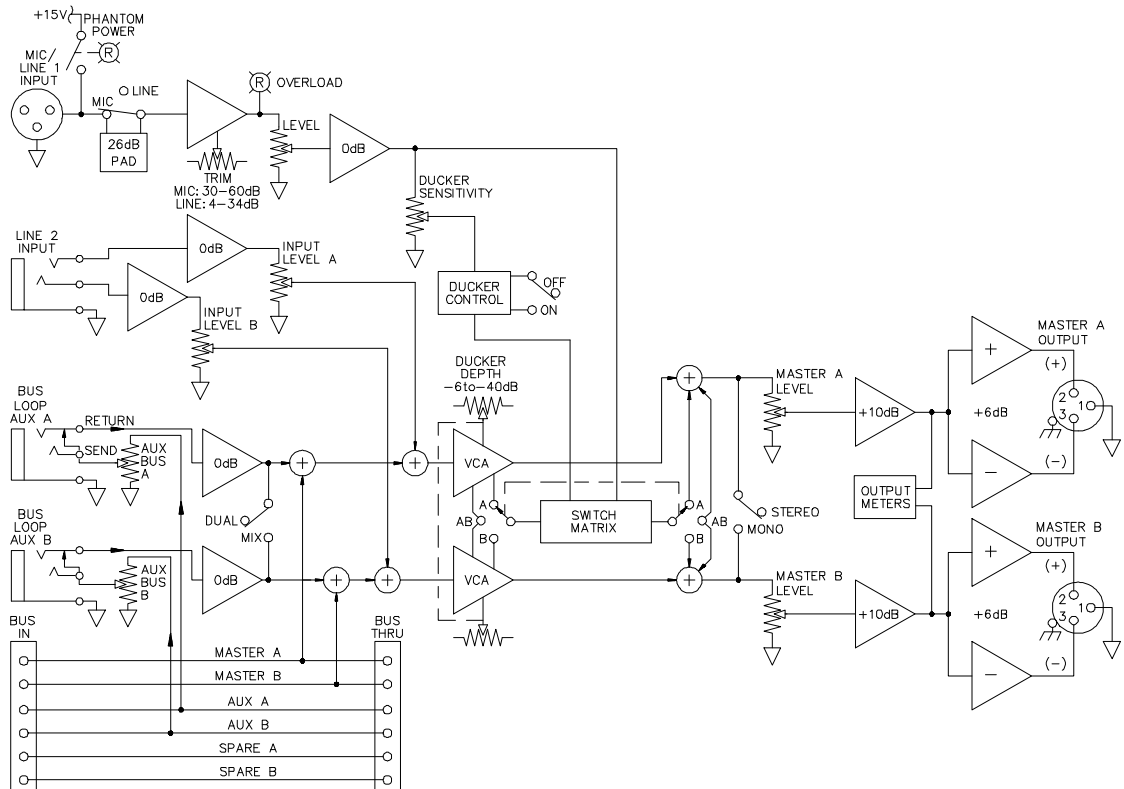 +15V
PHANTOM
POWER
R
MIC/
LINE 1
INPUT
LINE
MIC
26dB
PAD
R
OVERLOAD
LEVEL
0dB
TRIM
MIC: 30-60dB
LINE: 4-34dB
DUCKER
SENSITIVITY
LINE 2
INPUT
0dB
INPUT
LEVEL A
0dB
INPUT
LEVEL B
DUCKER
CONTROL
OFF
ON
DUCKER
DEPTH
-6to-40dB
BUS
LOOP
AUX A
RETURN
SEND
AUX
BUS
A
0dB
+
+
VCA
+
MASTER A
LEVEL
+10dB
+
+6dB
-
MASTER A
OUTPUT
(+)
2
3
1
(-)
DUAL
MIX
AB
A
B
SWITCH
MATRIX
A
B
AB
STEREO
MONO
OUTPUT
METERS
BUS
LOOP
AUX B
AUX
BUS
B
0dB
+
+
VCA
+
MASTER B
LEVEL
+10dB
+
+6dB
-
MASTER B
OUTPUT
(+)
2
3
1
(-)
BUS
IN
BUS
THRU
MASTER A
MASTER B
AUX A
AUX B
SPARE A
SPARE B